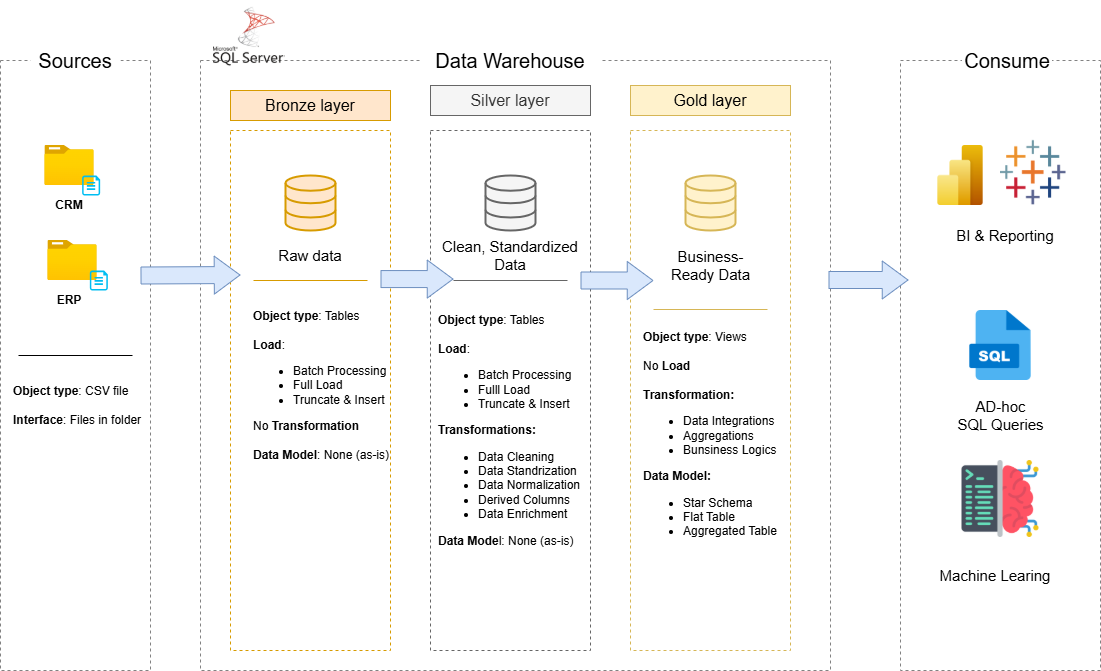 Microsoft®
SQL Server
Sources
Data Warehouse
Consume
Bronze layer
Silver layer
Gold layer
CRM
ERP
Object type: CSV file
Interface: Files in folder
Raw data
Object type: Tables
Load:
Batch Processing
Full Load
Truncate & Insert
No Transformation
Data Model: None (as-is)
Clean, Standardized
Data
Object type: Tables
Load:
Batch Processing
Fulll Load
Truncate & Insert
Transformations:
Data Cleaning
Data Standrization
Data Normalization
Derived Columns
Data Enrichment
Data Model: None (as-is)
Business-
Ready Data
Object type: Views
No Load
Transformation:
Data Integrations
Aggregations
Bunsiness Logics
Data Model:
Star Schema
Flat Table
Aggregated Table
BI & Reporting
SQL
AD-hoc
SQL Queries
Machine Learing